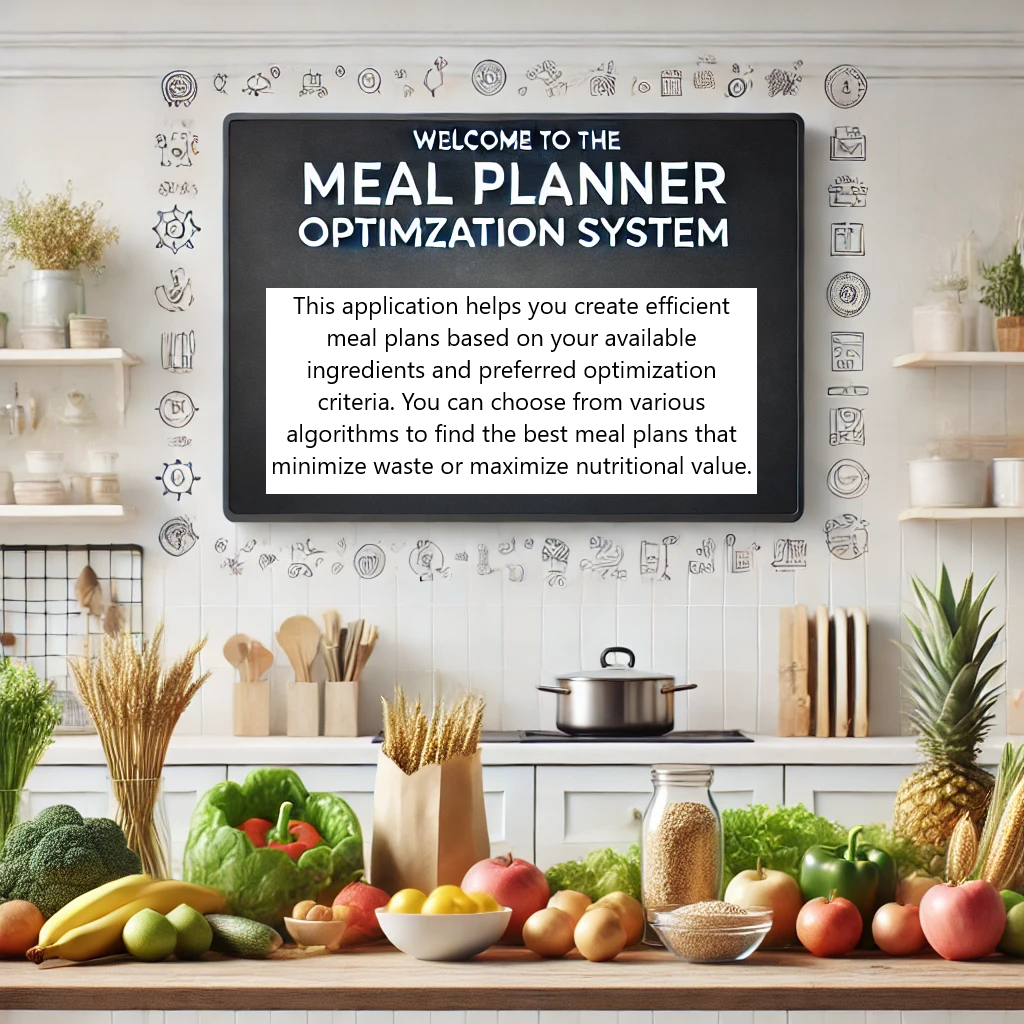 WELCOME TO THE
MEAL PLANNER
OPTIMZATION SYSTEM
This application helps you create efficient
meal plans based on your available
ingredients and preferred optimization
criteria. You can choose from various
algorithms to find the best meal plans that
minimize waste or maximize nutritional value.